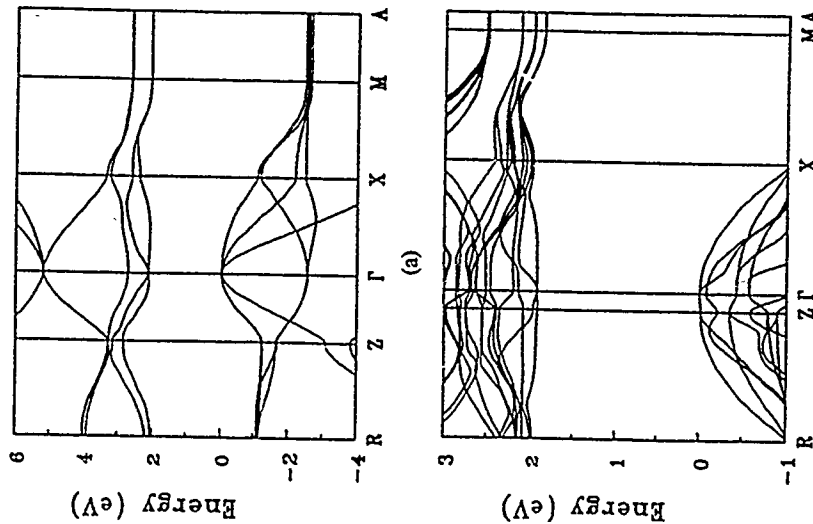 Energy (eV)
6
4
2
0
-2
-4
R Z Γ X M A
(a)
Energy (eV)
3
2
1
0
-1
R Z Γ X M A